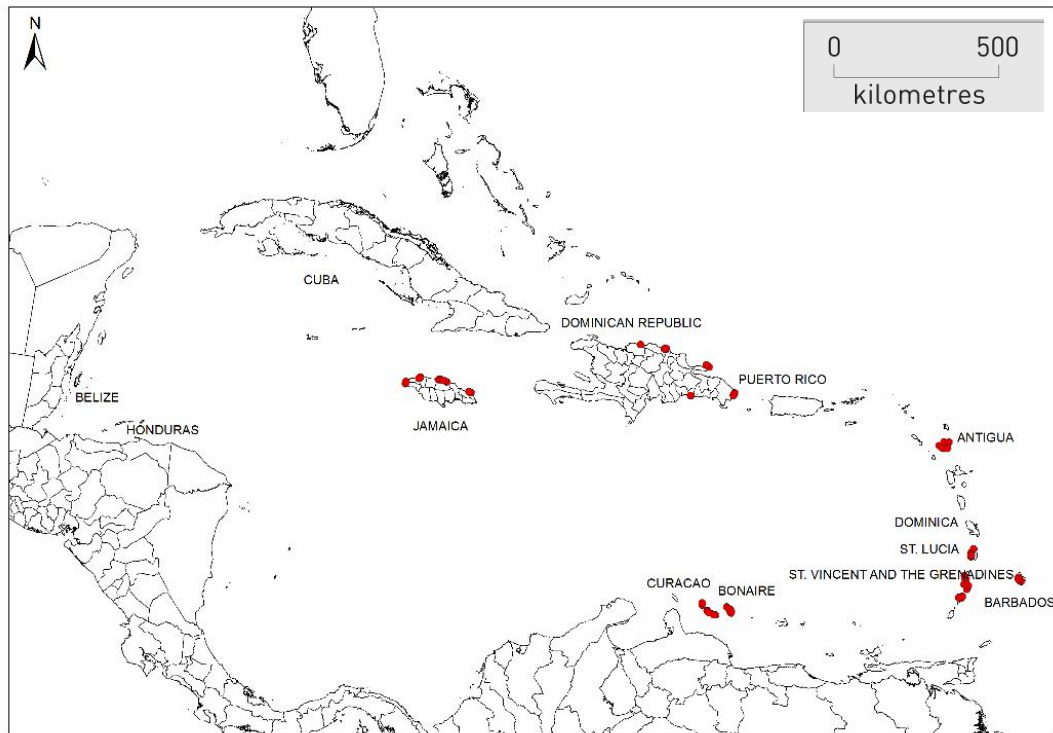 N
0 500
kilometres
CUBA
DOMINICAN REPUBLIC
PUERTO RICO
BELIZE
HONDURAS
JAMAICA
ANTIGUA
DOMINICA
ST. LUCIA
ST. VINCENT AND THE GRENADINES
CURACAO BONAIRE
BARBADOS